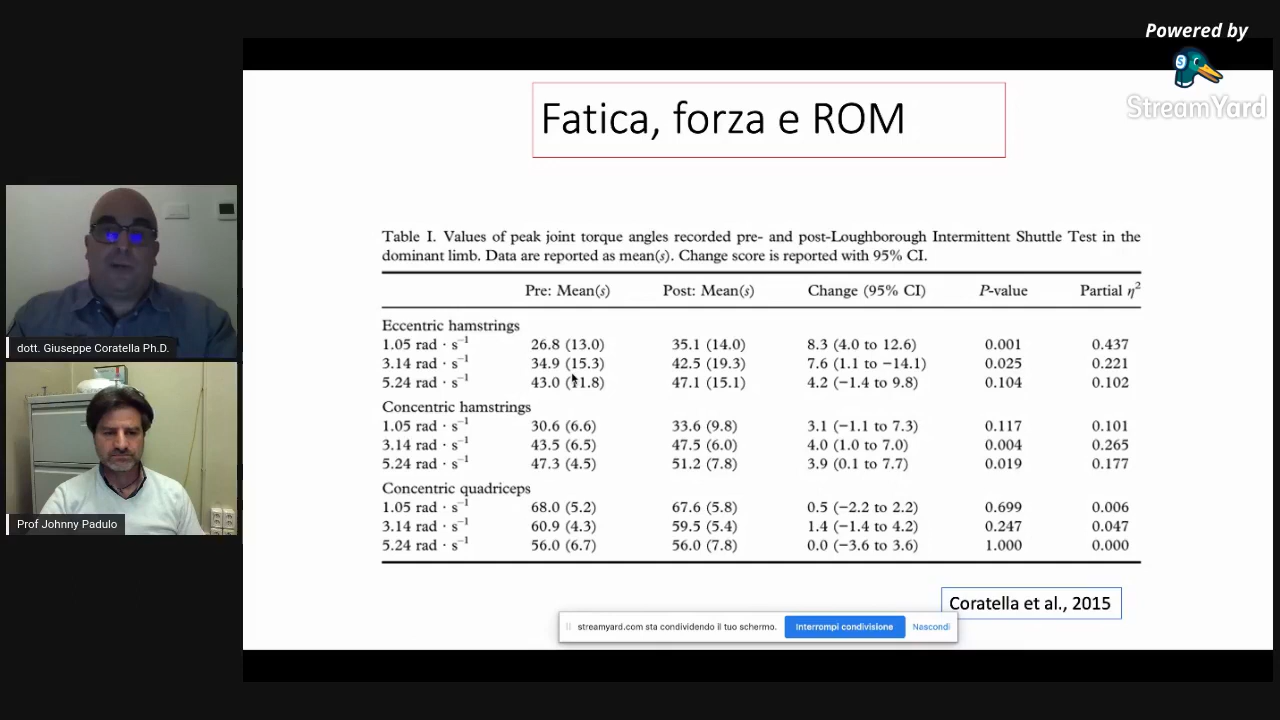 Powered by
StreamYard
Fatica, forza e ROM
dott. Giuseppe Coratella Ph.D.
Prof Johnny Padulo
Table I. Values of peak joint torque angles recorded pre- and post-Loughborough Intermittent Shuttle Test in the
dominant limb. Data are reported as mean(s). Change score is reported with 95% CI.
Pre: Mean(s) Post: Mean(s) Change (95% CI) P-value Partial η²
Eccentric hamstrings
1.05 rad · s⁻¹ 26.8 (13.0) 35.1 (14.0) 8.3 (4.0 to 12.6) 0.001 0.437
3.14 rad · s⁻¹ 34.9 (15.3) 42.5 (19.3) 7.6 (1.1 to −14.1) 0.025 0.221
5.24 rad · s⁻¹ 43.0 (11.8) 47.1 (15.1) 4.2 (−1.4 to 9.8) 0.104 0.102
Concentric hamstrings
1.05 rad · s⁻¹ 30.6 (6.6) 33.6 (9.8) 3.1 (−1.1 to 7.3) 0.117 0.101
3.14 rad · s⁻¹ 43.5 (6.5) 47.5 (6.0) 4.0 (1.0 to 7.0) 0.004 0.265
5.24 rad · s⁻¹ 47.3 (4.5) 51.2 (7.8) 3.9 (0.1 to 7.7) 0.019 0.177
Concentric quadriceps
1.05 rad · s⁻¹ 68.0 (5.2) 67.6 (5.8) 0.5 (−2.2 to 2.2) 0.699 0.006
3.14 rad · s⁻¹ 60.9 (4.3) 59.5 (5.4) 1.4 (−1.4 to 4.2) 0.247 0.047
5.24 rad · s⁻¹ 56.0 (6.7) 56.0 (7.8) 0.0 (−3.6 to 3.6) 1.000 0.000
Coratella et al., 2015
streamyard.com sta condividendo il tuo schermo. Interrompi condivisione Nascondi